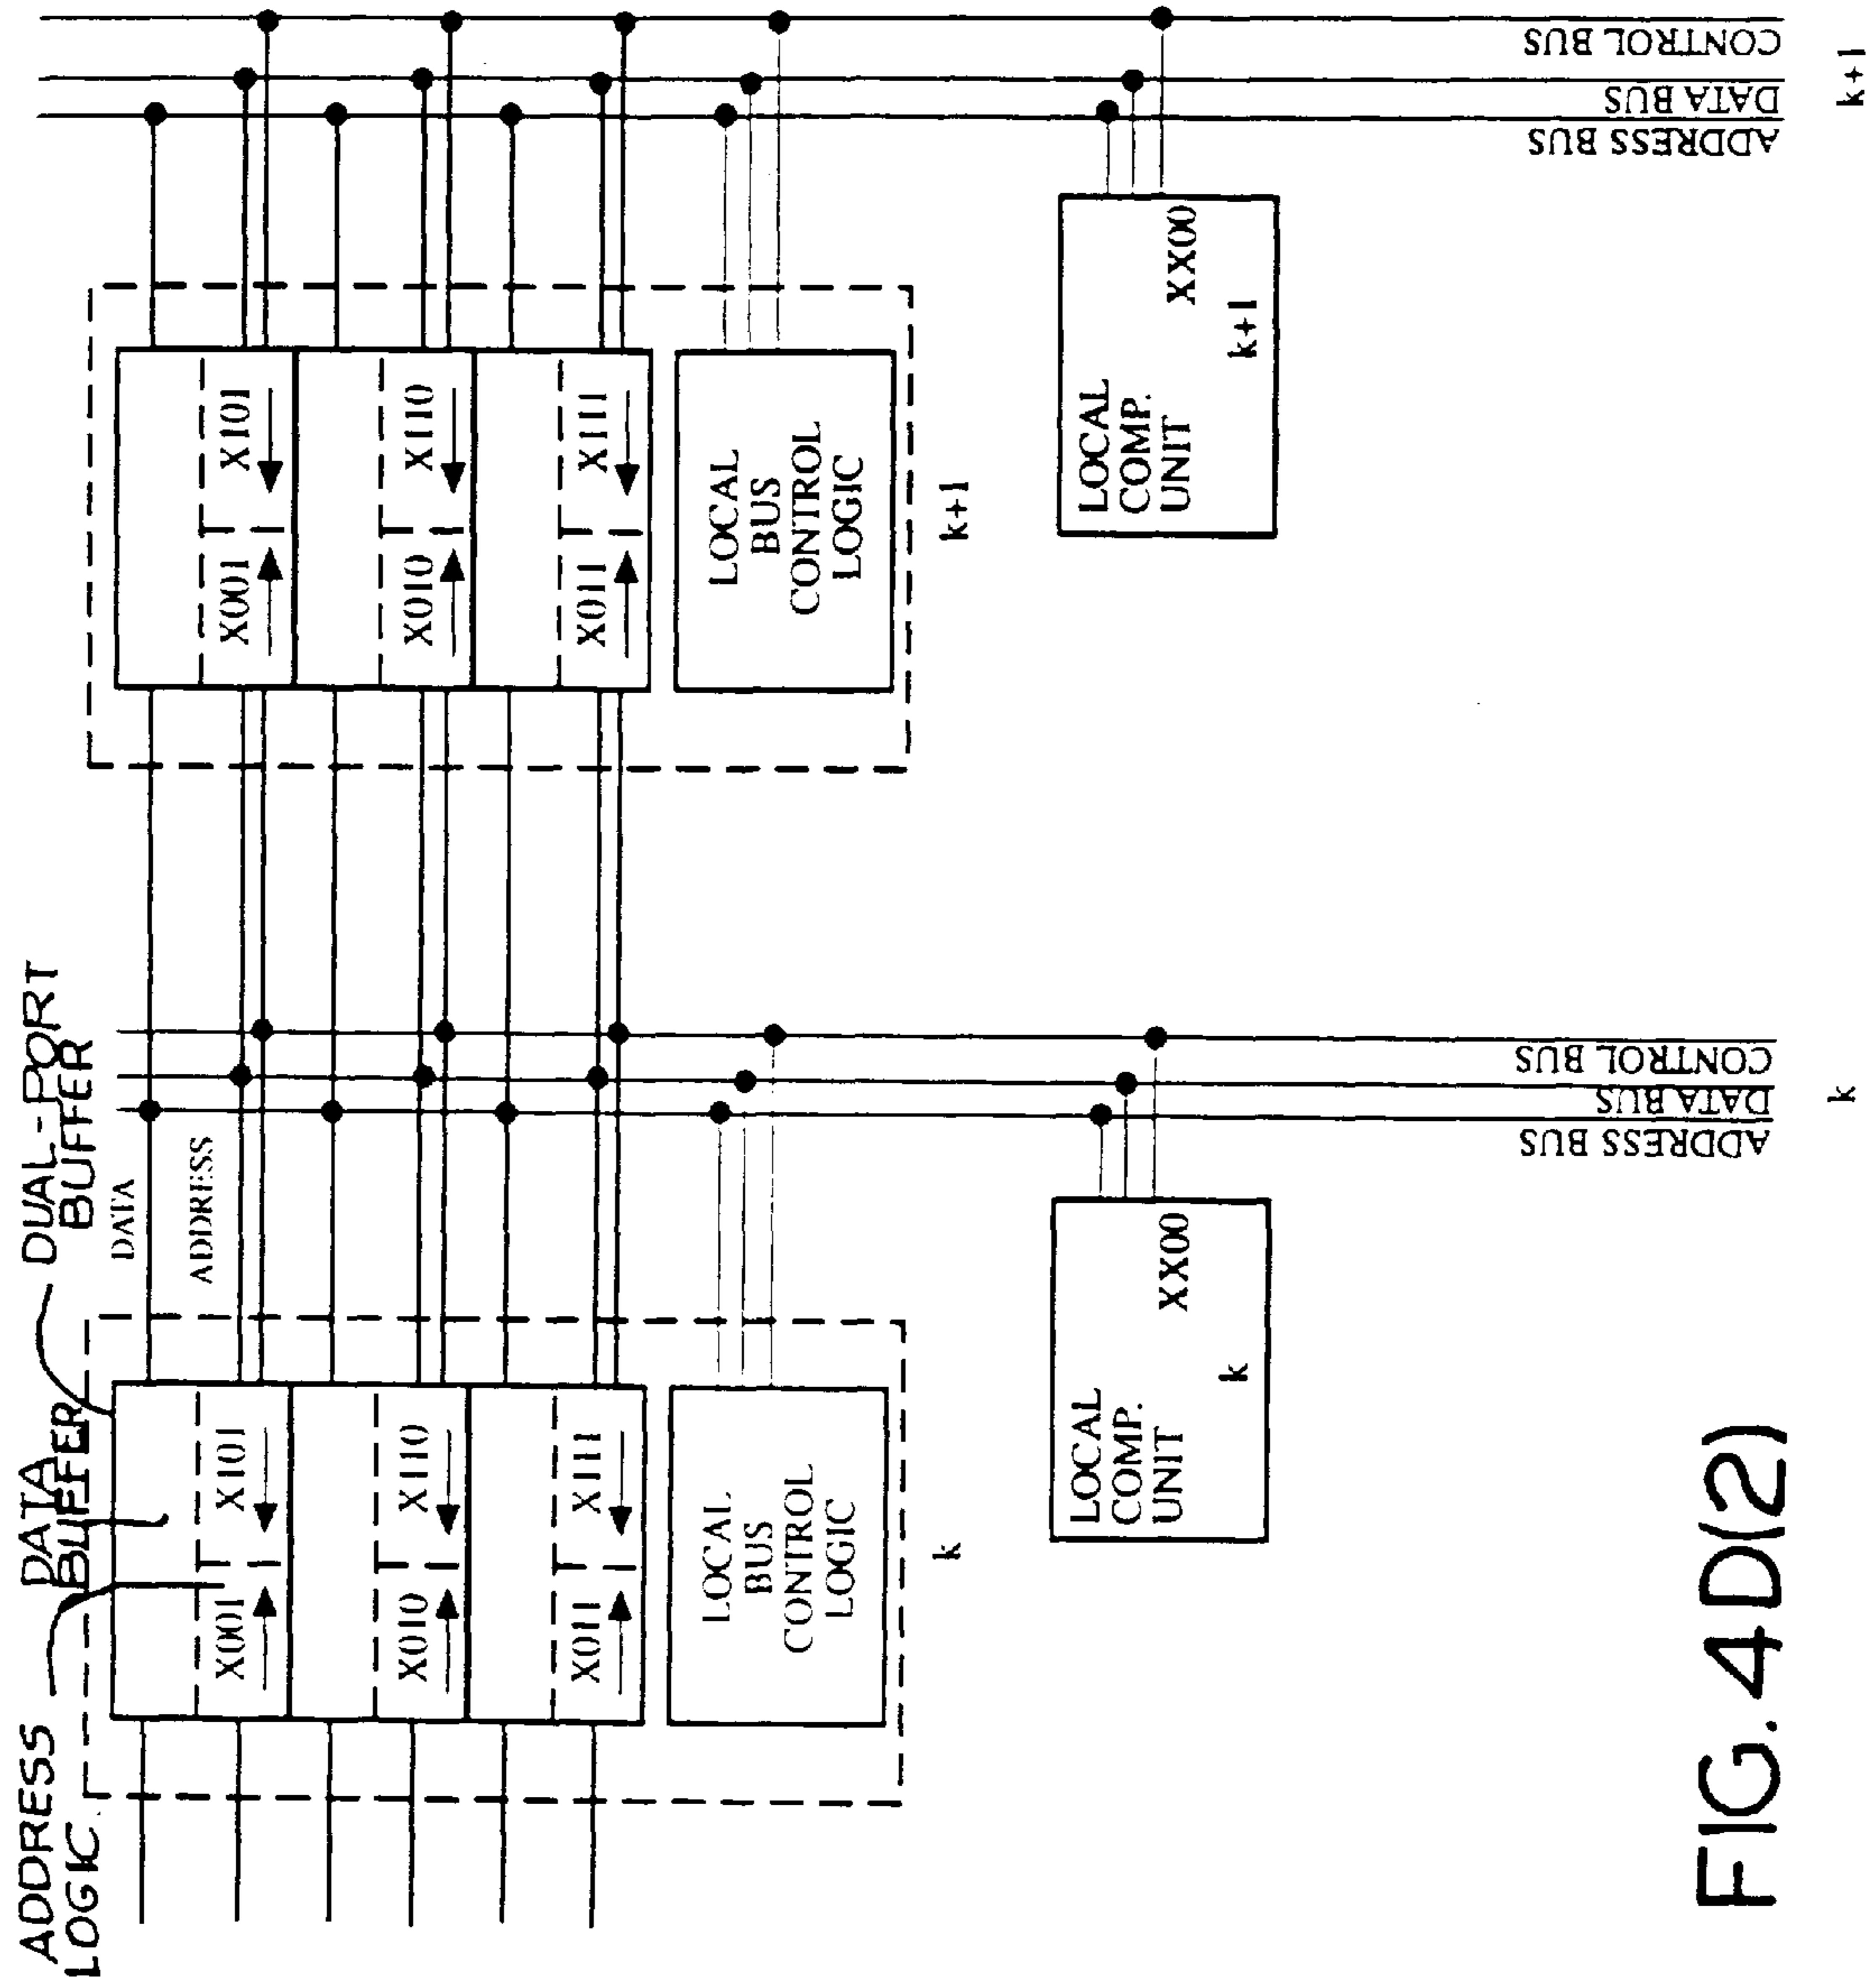 ADDRESS
LOGIC
DATA
BUFFER
DUAL-PORT
BUFFER
DATA
ADDRESS
X001 X101
X010 X110
X011 X111
LOCAL
BUS
CONTROL
LOGIC
k
X001 X101
X010 X110
X011 X111
LOCAL
BUS
CONTROL
LOGIC
k+1
LOCAL
COMP.
UNIT
XX00
k
LOCAL
COMP.
UNIT
XX00
k+1
ADDRESS BUS
DATA BUS
CONTROL BUS
k
ADDRESS BUS
DATA BUS
CONTROL BUS
k+1
FIG. 4D(2)